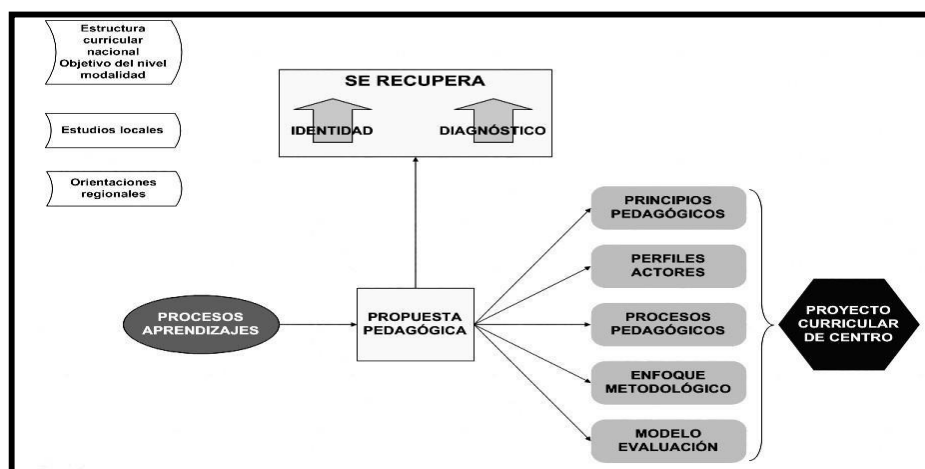 Estructura
curricular
nacional
Objetivo del nivel
modalidad
Estudios locales
Orientaciones
regionales
SE RECUPERA
IDENTIDAD
DIAGNÓSTICO
PROCESOS
APRENDIZAJES
PROPUESTA
PEDAGÓGICA
PRINCIPIOS
PEDAGÓGICOS
PERFILES
ACTORES
PROCESOS
PEDAGÓGICOS
ENFOQUE
METODOLÓGICO
MODELO
EVALUACIÓN
PROYECTO
CURRICULAR
DE CENTRO